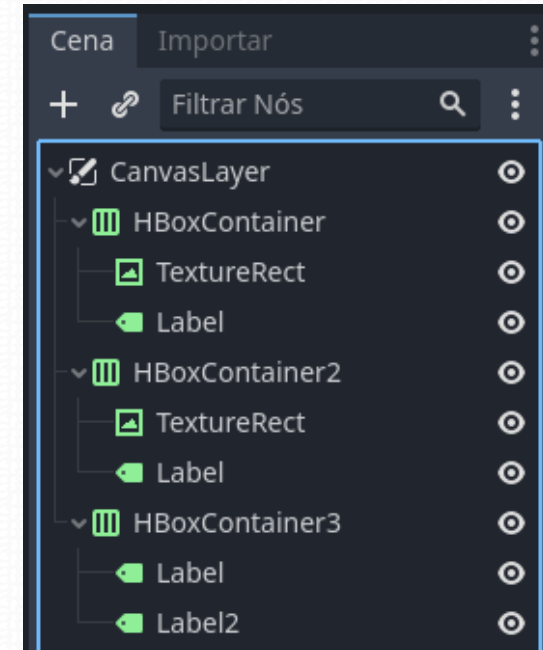 Cena Importar
Filtrar Nós
CanvasLayer
HBoxContainer
TextureRect
Label
HBoxContainer2
TextureRect
Label
HBoxContainer3
Label
Label2